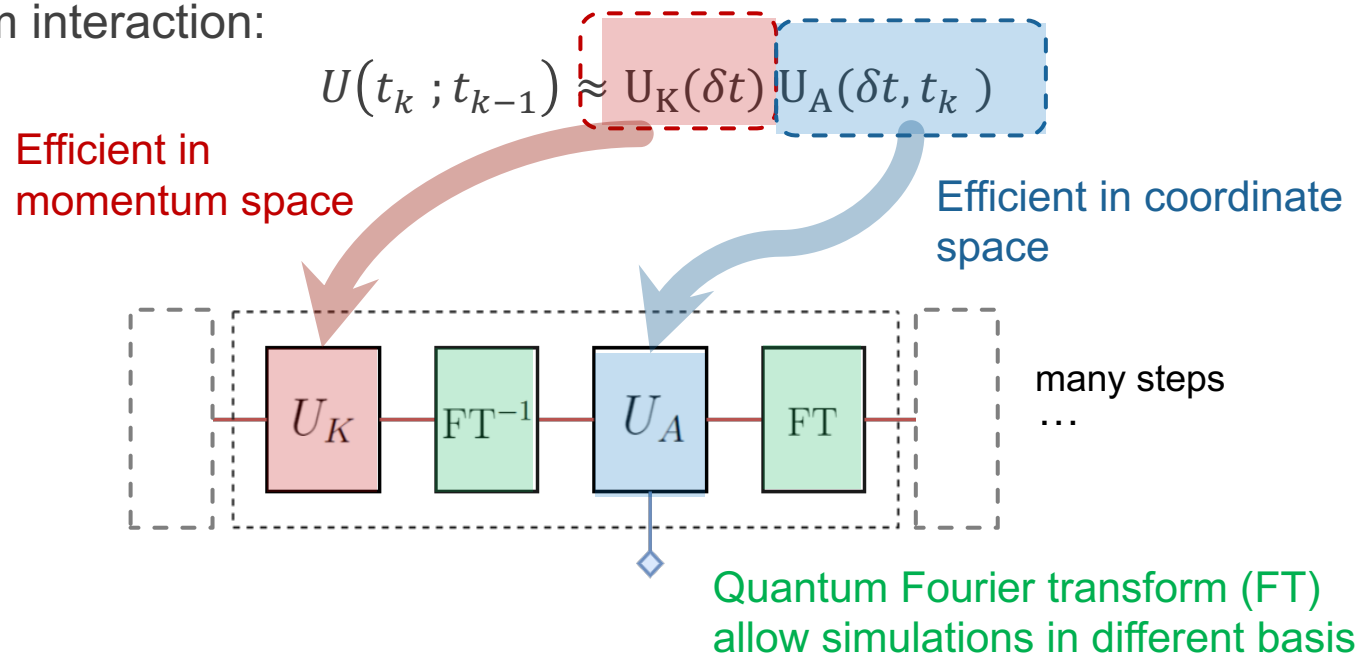 interaction:
U(t_k ; t_{k−1}) ≈ U_K(δt) U_A(δt, t_k )
Efficient in
momentum space
Efficient in coordinate
space
U_K
FT⁻¹
U_A
FT
many steps
…
Quantum Fourier transform (FT)
allow simulations in different basis